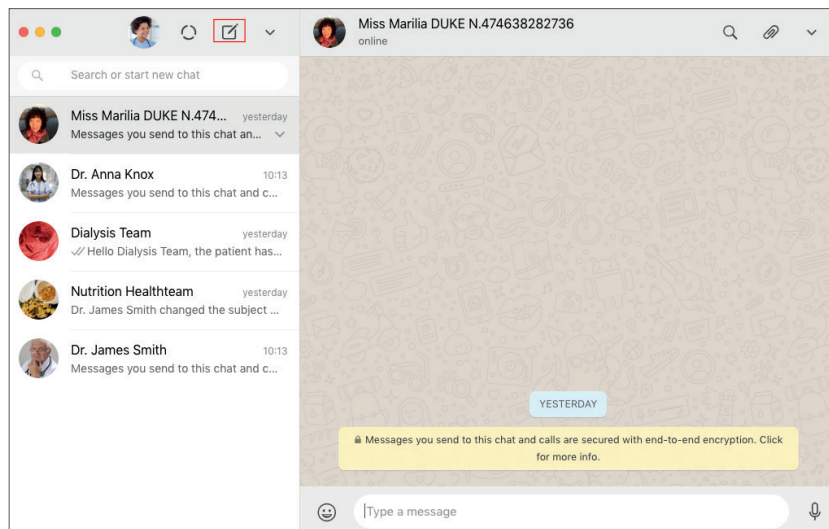 Search or start new chat
Miss Marilia DUKE N.474... yesterday
Messages you send to this chat an...
Dr. Anna Knox 10:13
Messages you send to this chat and c...
Dialysis Team yesterday
Hello Dialysis Team, the patient has...
Nutrition Healthteam yesterday
Dr. James Smith changed the subject ...
Dr. James Smith 10:13
Messages you send to this chat and c...
Miss Marilia DUKE N.474638282736
online
YESTERDAY
Messages you send to this chat and calls are secured with end-to-end encryption. Click
for more info.
Type a message